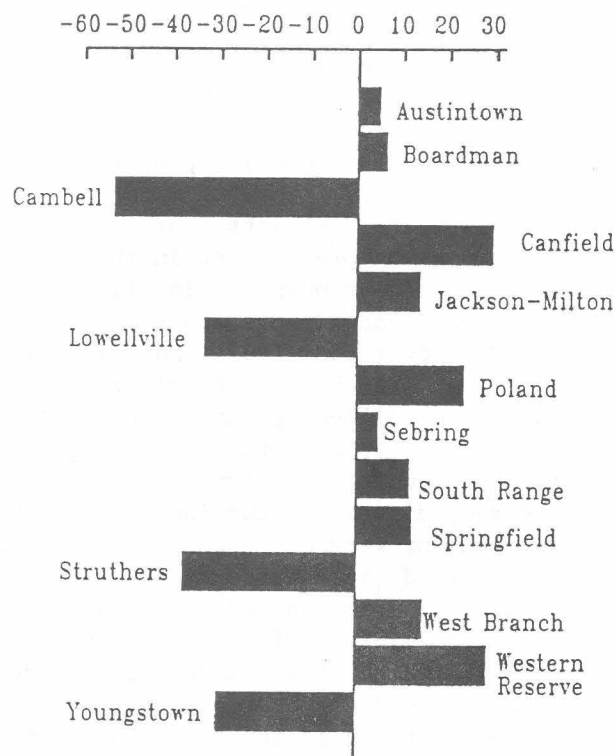 -60 -50 -40 -30 -20 -10 0 10 20 30
Austintown
Boardman
Cambell
Canfield
Jackson-Milton
Lowellville
Poland
Sebring
South Range
Springfield
Struthers
West Branch
Western
Reserve
Youngstown